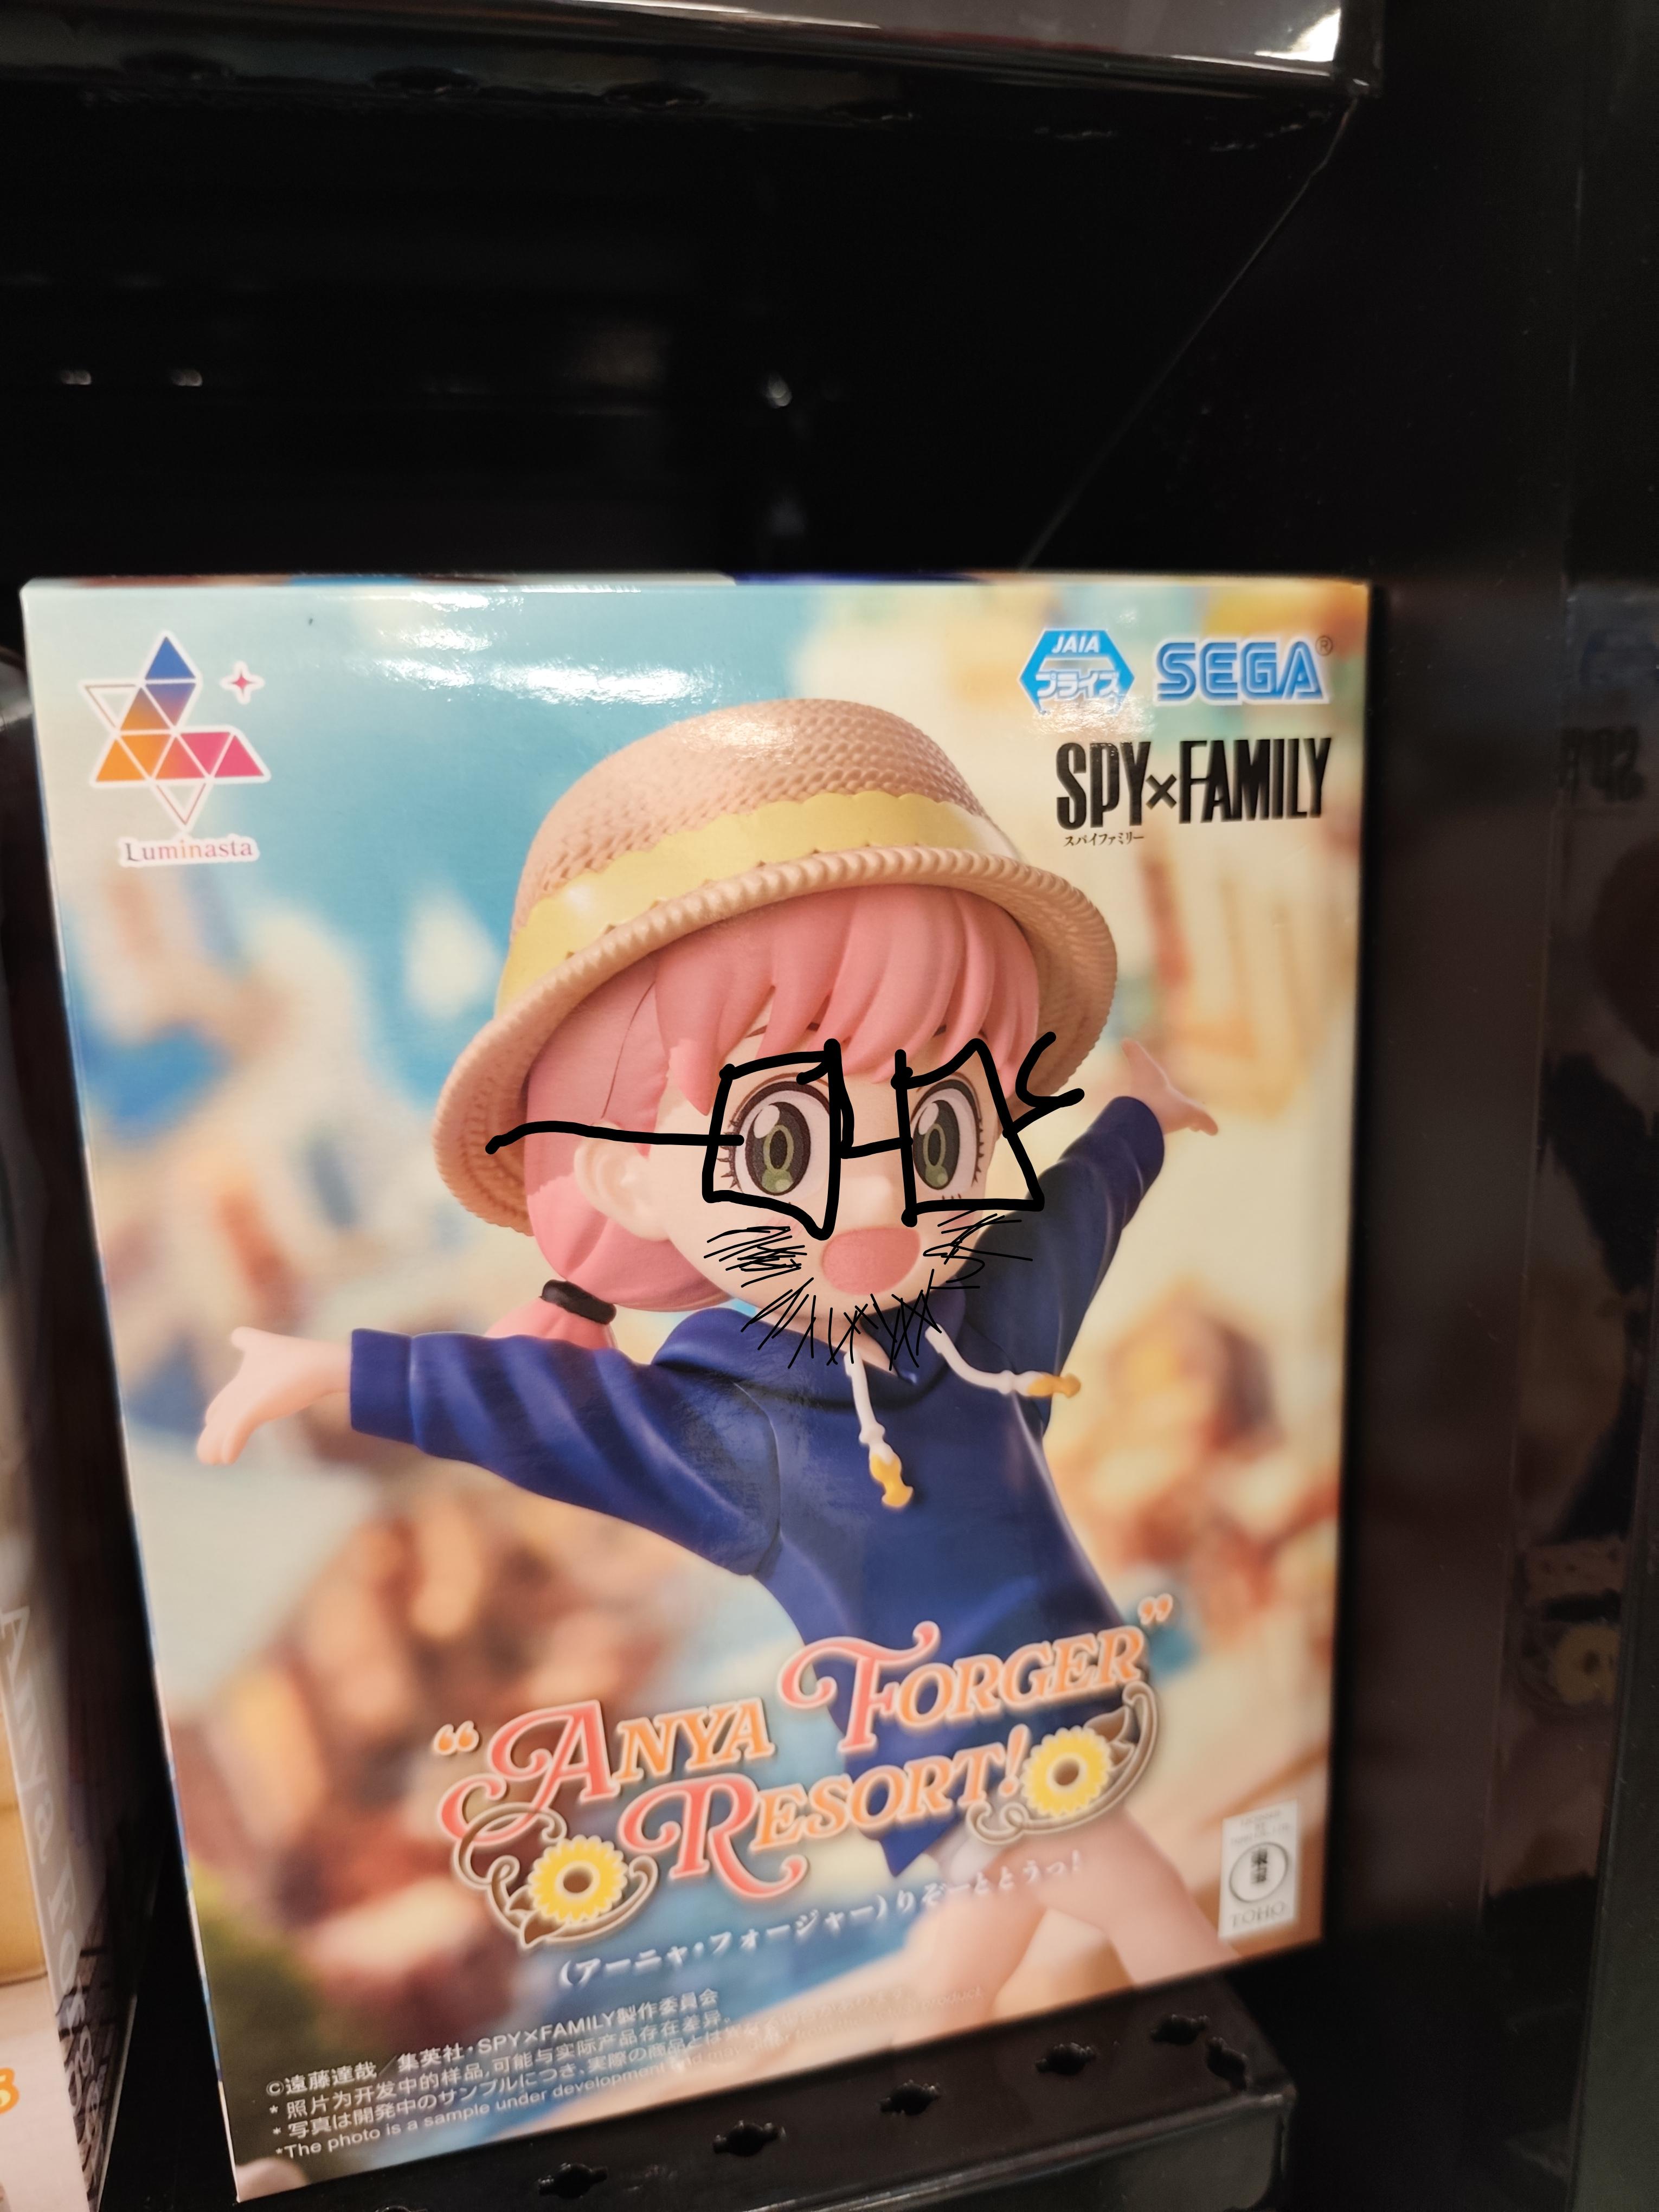 JAIA
プライズ
SEGA®
Luminasta
SPY×FAMILY
スパイファミリー
"ANYA FORGER
RESORT!"
(アーニャ・フォージャー)りぞーととうっ!
TOHO
©遠藤達哉/集英社・SPY×FAMILY製作委員会
* 照片为开发中的样品,可能与实际产品存在差异.
* 写真は開発中のサンプルにつき、実際の商品とは
*The photo is a sample under development and may
product